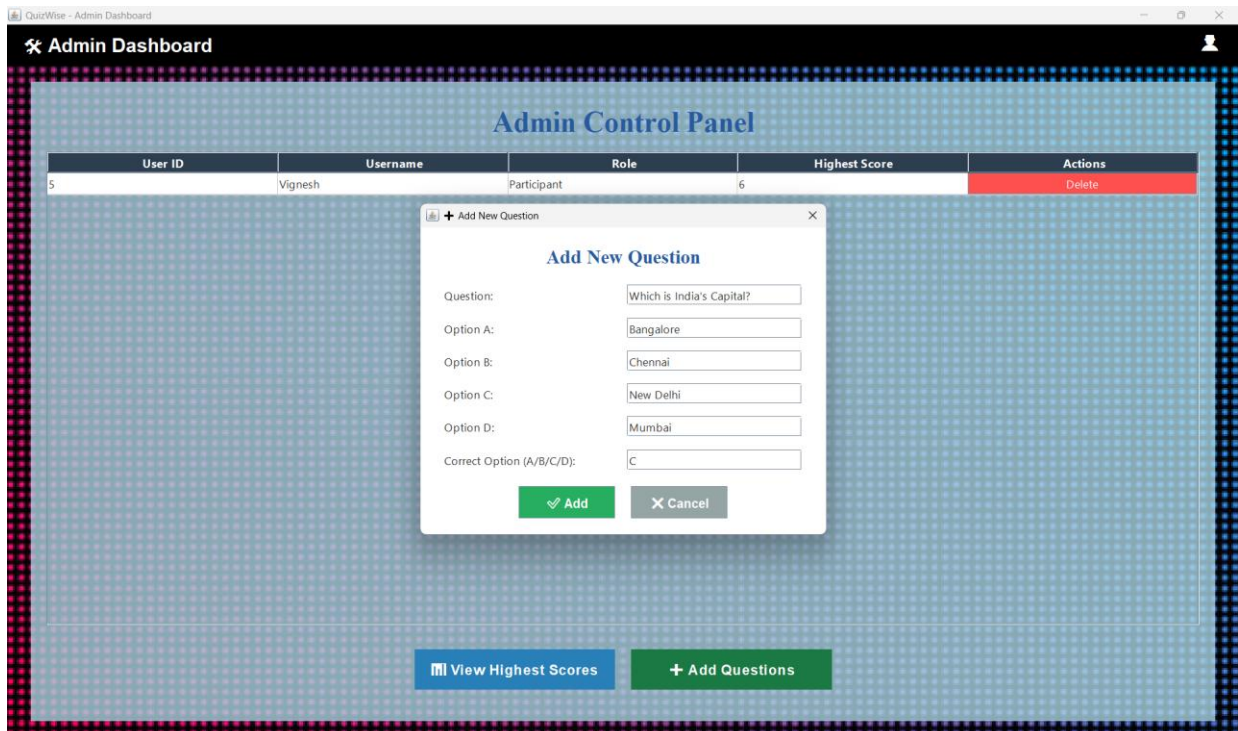 QuizWise - Admin Dashboard
🛠 Admin Dashboard
Admin Control Panel
User ID Username Role Highest Score Actions
5 Vignesh Participant 6 Delete
➕ Add New Question
Add New Question
Question: Which is India's Capital?
Option A: Bangalore
Option B: Chennai
Option C: New Delhi
Option D: Mumbai
Correct Option (A/B/C/D): C
Add Cancel
View Highest Scores ➕ Add Questions